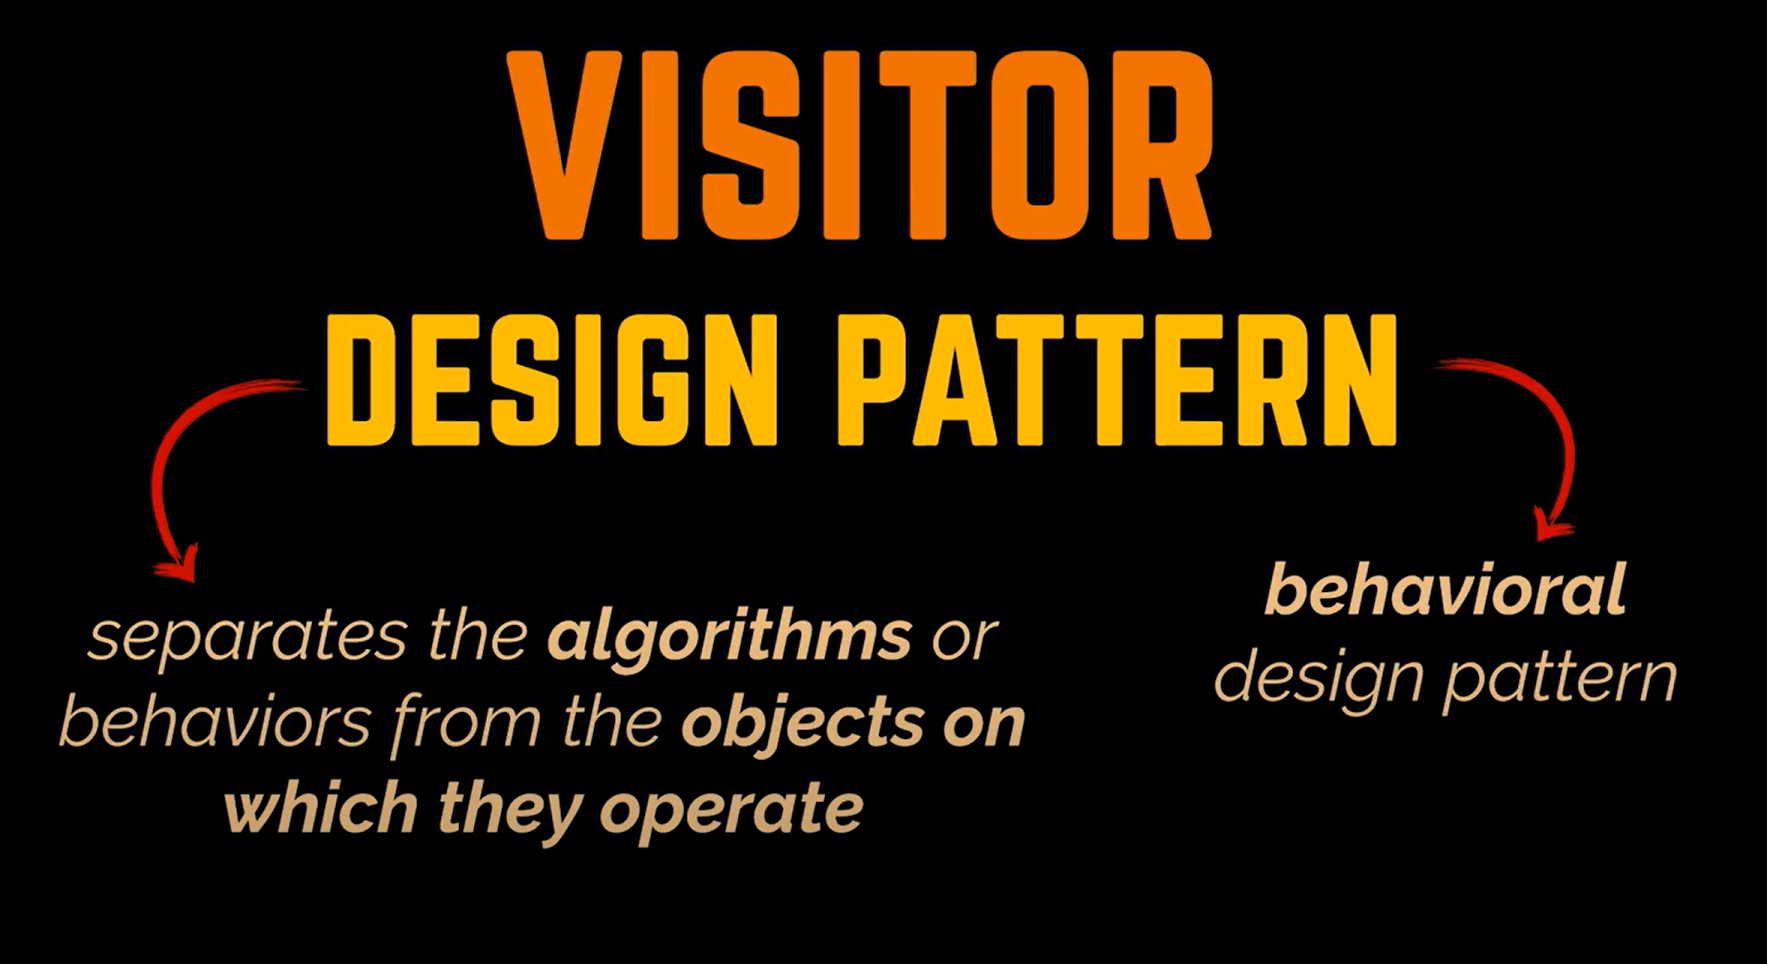 VISITOR
DESIGN PATTERN
separates the algorithms or
behaviors from the objects on
which they operate
behavioral
design pattern